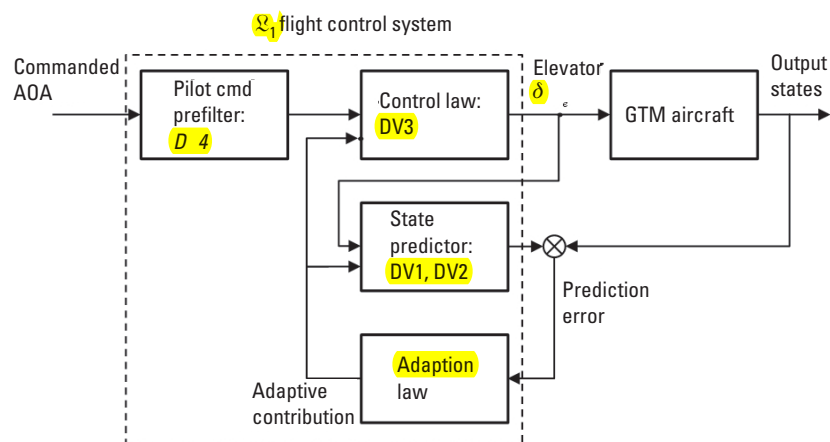 𝔏1 flight control system
Commanded
AOA
Pilot cmd
prefilter:
D 4
Control law:
DV3
Elevator
δ e
GTM aircraft
Output
states
State
predictor:
DV1, DV2
Prediction
error
Adaption
law
Adaptive
contribution